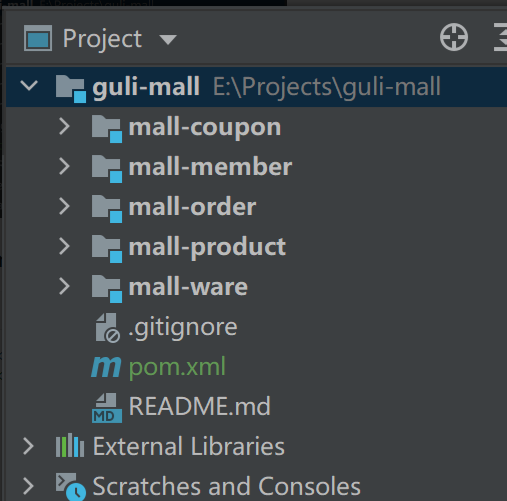 Project
guli-mall E:\Projects\guli-mall
mall-coupon
mall-member
mall-order
mall-product
mall-ware
.gitignore
m pom.xml
MD README.md
External Libraries
Scratches and Consoles